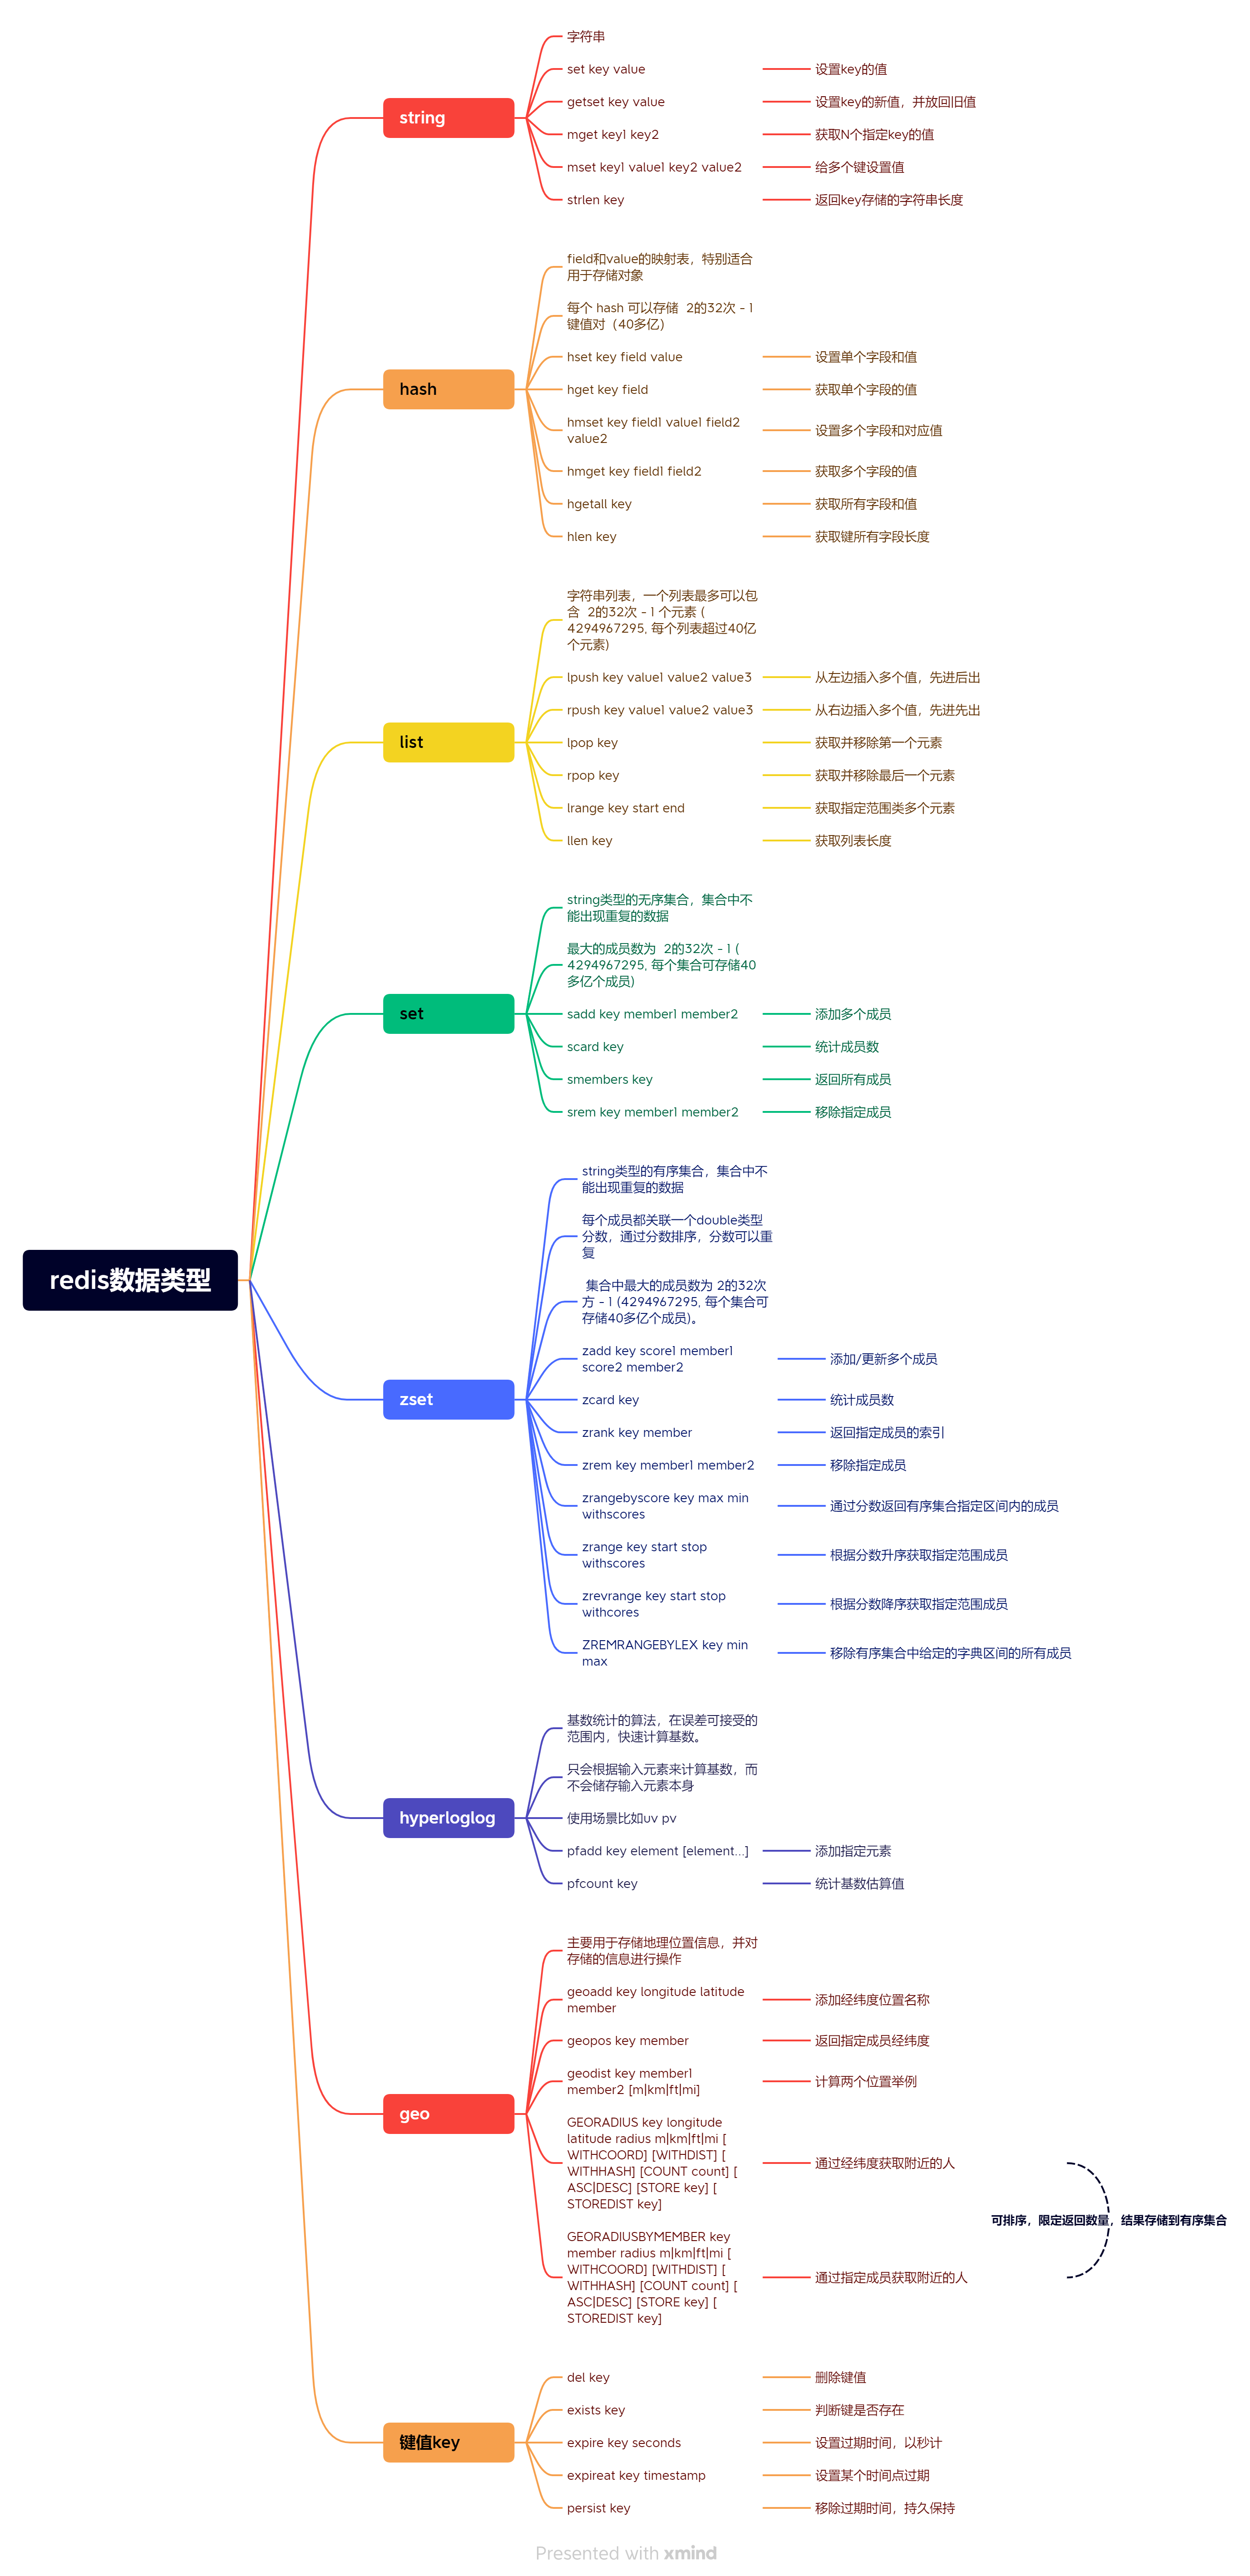 redis数据类型
string
字符串
set key value
设置key的值
getset key value
设置key的新值，并放回旧值
mget key1 key2
获取N个指定key的值
mset key1 value1 key2 value2
给多个键设置值
strlen key
返回key存储的字符串长度
hash
field和value的映射表，特别适合
用于存储对象
每个 hash 可以存储 2的32次 - 1
键值对（40多亿）
hset key field value
设置单个字段和值
hget key field
获取单个字段的值
hmset key field1 value1 field2
value2
设置多个字段和对应值
hmget key field1 field2
获取多个字段的值
hgetall key
获取所有字段和值
hlen key
获取键所有字段长度
list
字符串列表，一个列表最多可以包
含 2的32次 - 1 个元素 (
4294967295, 每个列表超过40亿
个元素)
lpush key value1 value2 value3
从左边插入多个值，先进后出
rpush key value1 value2 value3
从右边插入多个值，先进先出
lpop key
获取并移除第一个元素
rpop key
获取并移除最后一个元素
lrange key start end
获取指定范围类多个元素
llen key
获取列表长度
set
string类型的无序集合，集合中不
能出现重复的数据
最大的成员数为 2的32次 - 1 (
4294967295, 每个集合可存储40
多亿个成员)
sadd key member1 member2
添加多个成员
scard key
统计成员数
smembers key
返回所有成员
srem key member1 member2
移除指定成员
zset
string类型的有序集合，集合中不
能出现重复的数据
每个成员都关联一个double类型
分数，通过分数排序，分数可以重
复
集合中最大的成员数为 2的32次
方 - 1 (4294967295, 每个集合可
存储40多亿个成员)。
zadd key score1 member1
score2 member2
添加/更新多个成员
zcard key
统计成员数
zrank key member
返回指定成员的索引
zrem key member1 member2
移除指定成员
zrangebyscore key max min
withscores
通过分数返回有序集合指定区间内的成员
zrange key start stop
withscores
根据分数升序获取指定范围成员
zrevrange key start stop
withcores
根据分数降序获取指定范围成员
ZREMRANGEBYLEX key min
max
移除有序集合中给定的字典区间的所有成员
hyperloglog
基数统计的算法，在误差可接受的
范围内，快速计算基数。
只会根据输入元素来计算基数，而
不会储存输入元素本身
使用场景比如uv pv
pfadd key element [element...]
添加指定元素
pfcount key
统计基数估算值
geo
主要用于存储地理位置信息，并对
存储的信息进行操作
geoadd key longitude latitude
member
添加经纬度位置名称
geopos key member
返回指定成员经纬度
geodist key member1
member2 [m|km|ft|mi]
计算两个位置举例
GEORADIUS key longitude
latitude radius m|km|ft|mi [
WITHCOORD] [WITHDIST] [
WITHHASH] [COUNT count] [
ASC|DESC] [STORE key] [
STOREDIST key]
通过经纬度获取附近的人
可排序，限定返回数量，结果存储到有序集合
GEORADIUSBYMEMBER key
member radius m|km|ft|mi [
WITHCOORD] [WITHDIST] [
WITHHASH] [COUNT count] [
ASC|DESC] [STORE key] [
STOREDIST key]
通过指定成员获取附近的人
键值key
del key
删除键值
exists key
判断键是否存在
expire key seconds
设置过期时间，以秒计
expireat key timestamp
设置某个时间点过期
persist key
移除过期时间，持久保持
Presented with xmind